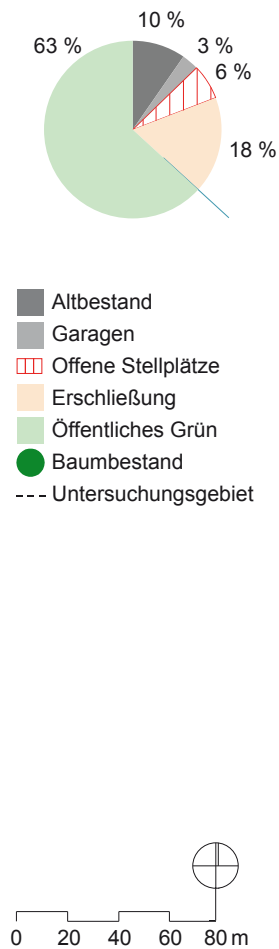 63 %
10 %
3 %
6 %
18 %
Altbestand
Garagen
Offene Stellplätze
Erschließung
Öffentliches Grün
Baumbestand
Untersuchungsgebiet
0 20 40 60 80 m